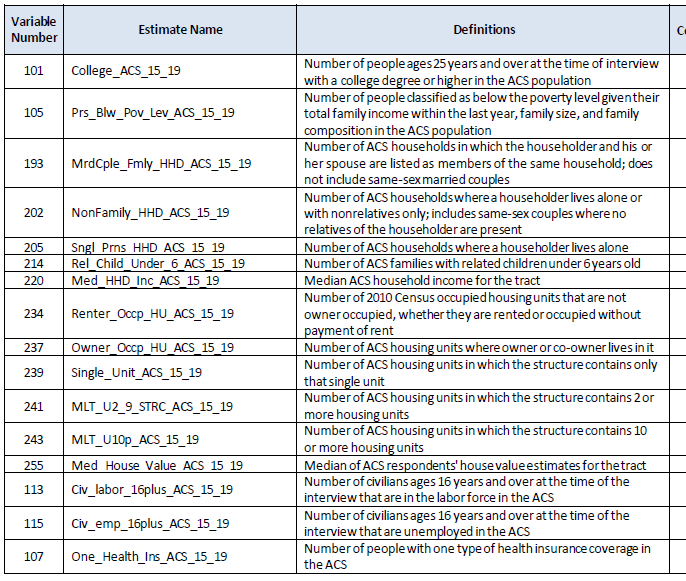 Variable
Number
Estimate Name
Definitions
Co
101
College_ACS_15_19
Number of people ages 25 years and over at the time of interview
with a college degree or higher in the ACS population
105
Prs_Blw_Pov_Lev_ACS_15_19
Number of people classified as below the poverty level given their
total family income within the last year, family size, and family
composition in the ACS population
193
MrdCple_Fmly_HHD_ACS_15_19
Number of ACS households in which the householder and his or
her spouse are listed as members of the same household; does
not include same-sex married couples
202
NonFamily_HHD_ACS_15_19
Number of ACS households where a householder lives alone or
with nonrelatives only; includes same-sex couples where no
relatives of the householder are present
205
Sngl_Prns_HHD_ACS_15_19
Number of ACS households where a householder lives alone
214
Rel_Child_Under_6_ACS_15_19
Number of ACS families with related children under 6 years old
220
Med_HHD_Inc_ACS_15_19
Median ACS household income for the tract
234
Renter_Occp_HU_ACS_15_19
Number of 2010 Census occupied housing units that are not
owner occupied, whether they are rented or occupied without
payment of rent
237
Owner_Occp_HU_ACS_15_19
Number of ACS housing units where owner or co-owner lives in it
239
Single_Unit_ACS_15_19
Number of ACS housing units in which the structure contains only
that single unit
241
MLT_U2_9_STRC_ACS_15_19
Number of ACS housing units in which the structure contains 2 or
more housing units
243
MLT_U10p_ACS_15_19
Number of ACS housing units in which the structure contains 10
or more housing units
255
Med_House_Value_ACS_15_19
Median of ACS respondents' house value estimates for the tract
113
Civ_labor_16plus_ACS_15_19
Number of civilians ages 16 years and over at the time of the
interview that are in the labor force in the ACS
115
Civ_emp_16plus_ACS_15_19
Number of civilians ages 16 years and over at the time of the
interview that are unemployed in the ACS
107
One_Health_Ins_ACS_15_19
Number of people with one type of health insurance coverage in
the ACS